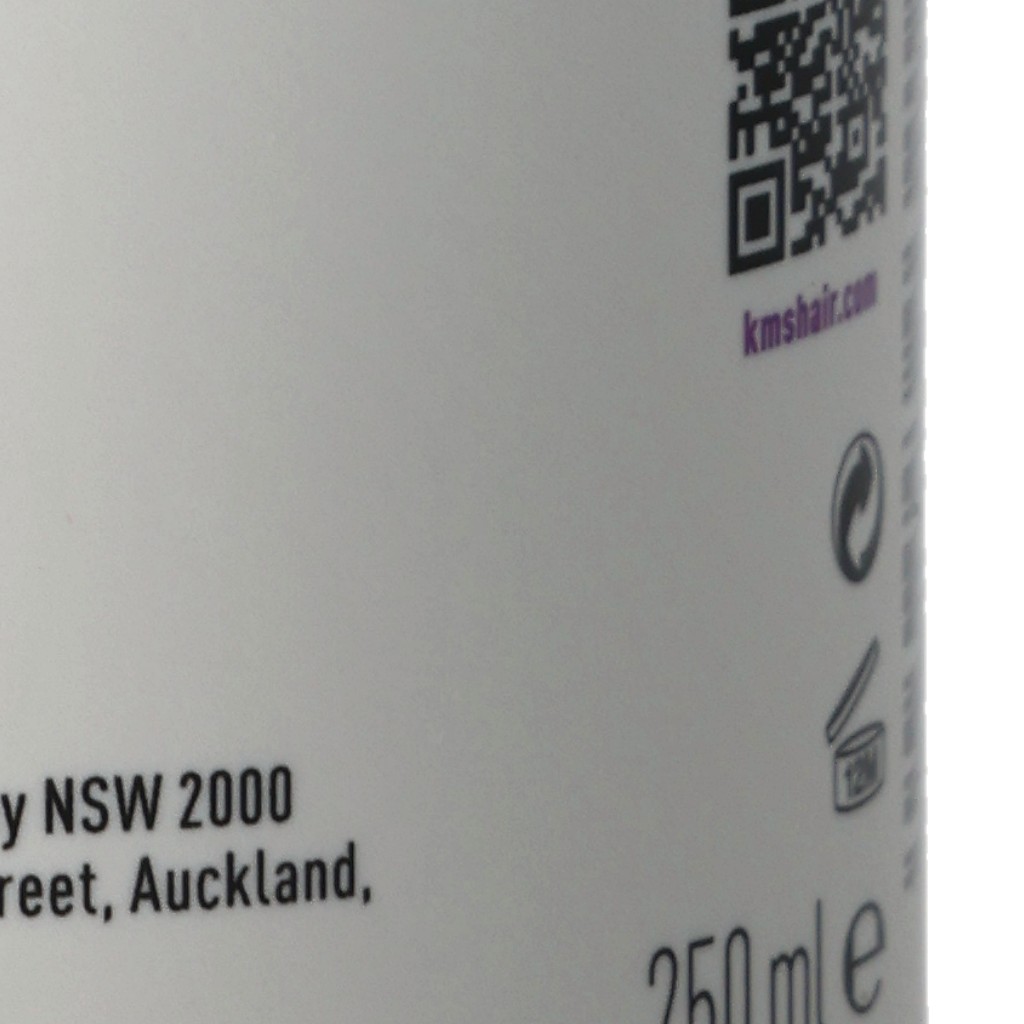 kmshair.com
12M
y NSW 2000
reet, Auckland,
250 ml e